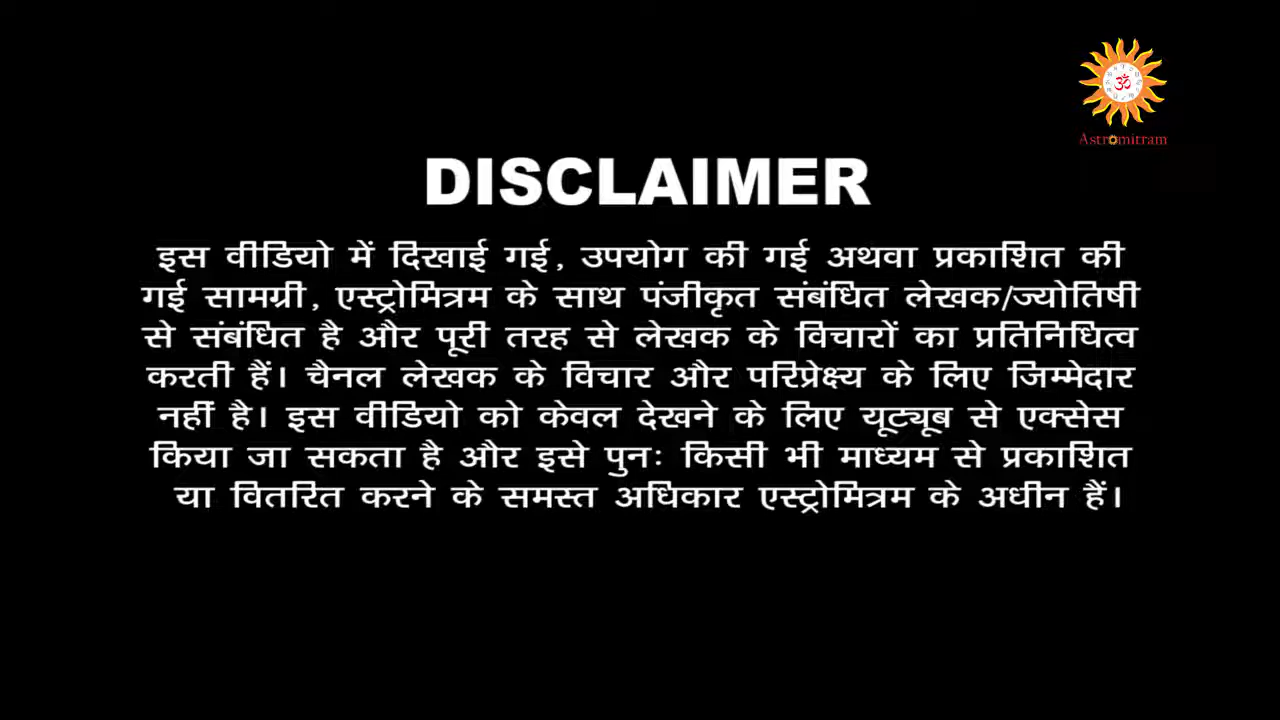 Astromitram
DISCLAIMER
इस वीडियो में दिखाई गई, उपयोग की गई अथवा प्रकाशित की
गई सामग्री, एस्ट्रोमित्रम के साथ पंजीकृत संबंधित लेखक/ज्योतिषी
से संबंधित है और पूरी तरह से लेखक के विचारों का प्रतिनिधित्व
करती हैं। चैनल लेखक के विचार और परिप्रेक्ष्य के लिए जिम्मेदार
नहीं है। इस वीडियो को केवल देखने के लिए यूट्यूब से एक्सेस
किया जा सकता है और इसे पुनः किसी भी माध्यम से प्रकाशित
या वितरित करने के समस्त अधिकार एस्ट्रोमित्रम के अधीन हैं।